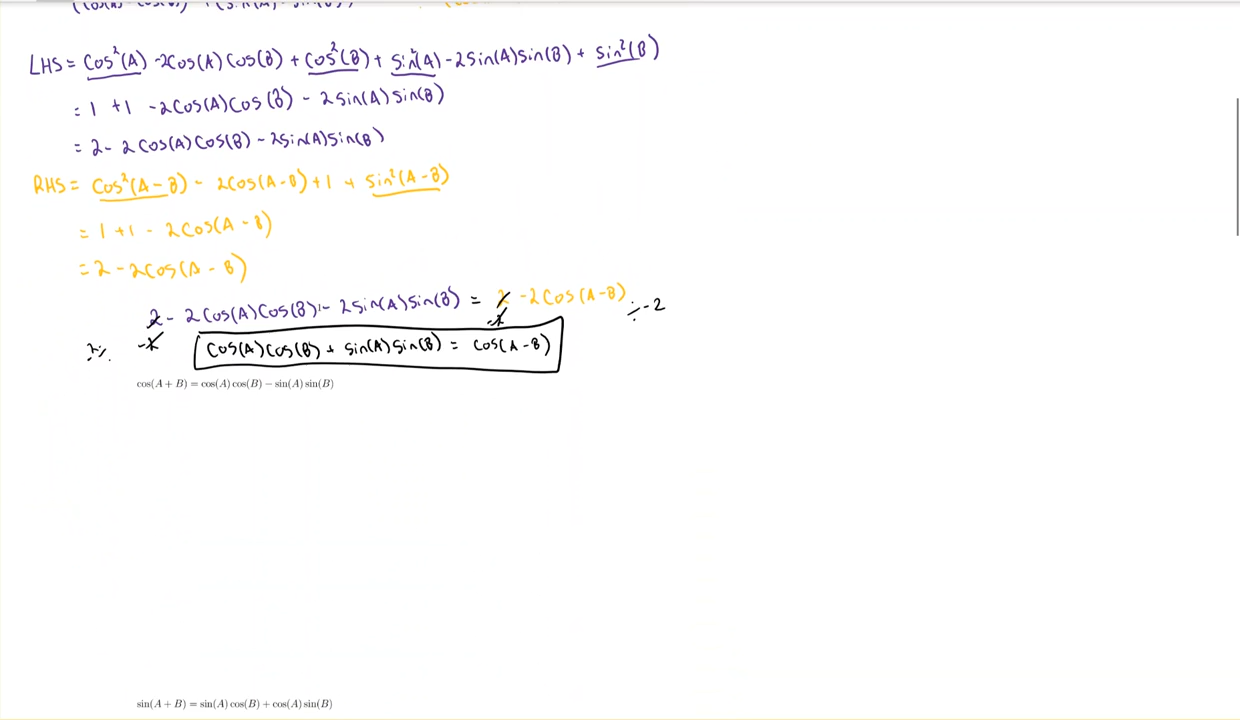 LHS = Cos²(A) -2Cos(A)Cos(B) + Cos²(B) + Sin²(A) - 2Sin(A)Sin(B) + Sin²(B)
= 1 + 1 - 2Cos(A)Cos(B) - 2Sin(A)Sin(B)
= 2 - 2Cos(A)Cos(B) - 2Sin(A)Sin(B)
RHS = Cos²(A-B) - 2Cos(A-B) + 1 + Sin²(A-B)
= 1 + 1 - 2Cos(A-B)
= 2 - 2Cos(A-B)
2 - 2Cos(A)Cos(B) - 2Sin(A)Sin(B) = 2 - 2Cos(A-B) ÷ -2
-2 -2
Cos(A)Cos(B) + Sin(A)Sin(B) = Cos(A-B)
cos(A + B) = cos(A) cos(B) − sin(A) sin(B)
sin(A + B) = sin(A) cos(B) + cos(A) sin(B)